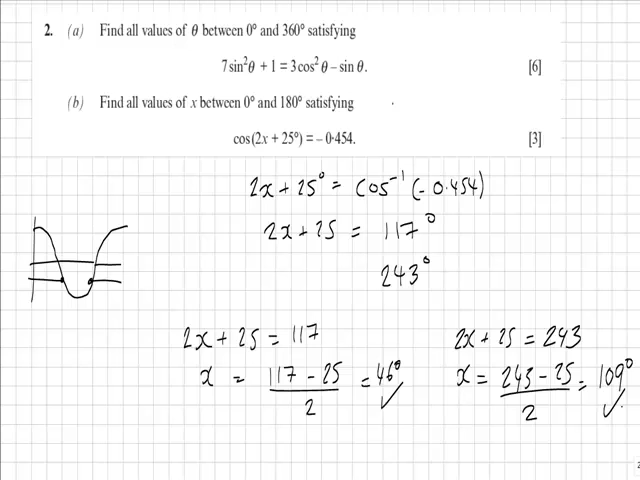 2. (a) Find all values of θ between 0° and 360° satisfying
7sin²θ + 1 = 3cos²θ – sin θ. [6]
(b) Find all values of x between 0° and 180° satisfying
cos(2x + 25°) = – 0·454. [3]
2x + 25° = cos⁻¹(-0.454)
2x + 25 = 117°
243°
2x + 25 = 117
x = (117 - 25)/2 = 46° ✓
2x + 25 = 243
x = (243 - 25)/2 = 109° ✓
2